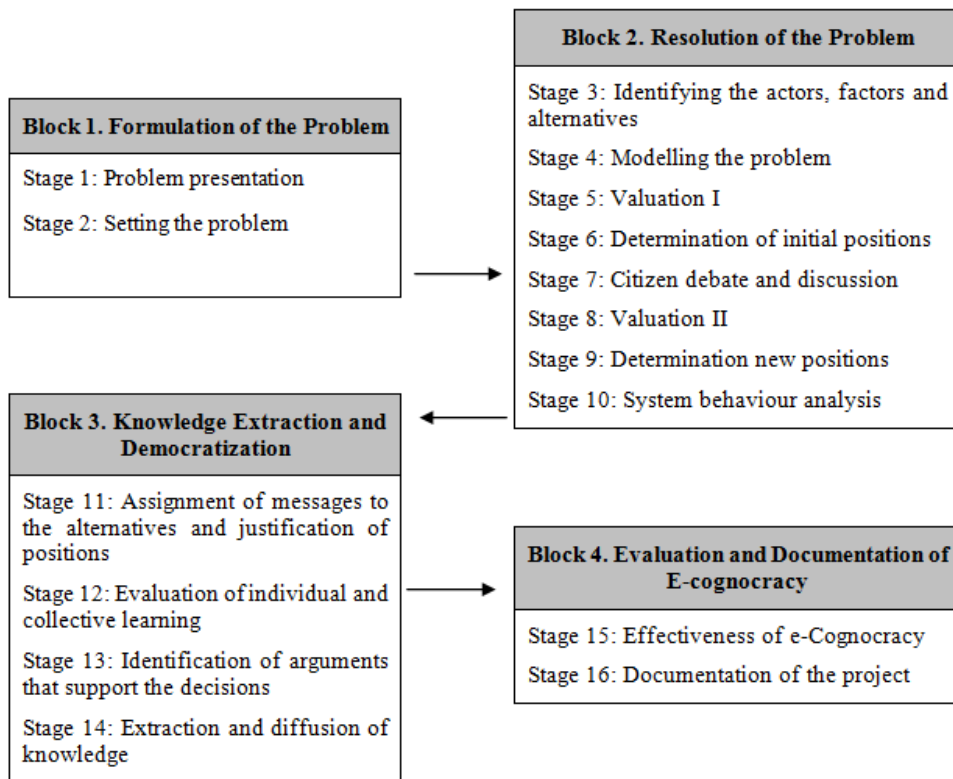 Block 1. Formulation of the Problem
Stage 1: Problem presentation
Stage 2: Setting the problem
Block 2. Resolution of the Problem
Stage 3: Identifying the actors, factors and
alternatives
Stage 4: Modelling the problem
Stage 5: Valuation I
Stage 6: Determination of initial positions
Stage 7: Citizen debate and discussion
Stage 8: Valuation II
Stage 9: Determination new positions
Stage 10: System behaviour analysis
Block 3. Knowledge Extraction and
Democratization
Stage 11: Assignment of messages to
the alternatives and justification of
positions
Stage 12: Evaluation of individual and
collective learning
Stage 13: Identification of arguments
that support the decisions
Stage 14: Extraction and diffusion of
knowledge
Block 4. Evaluation and Documentation of
E-cognocracy
Stage 15: Effectiveness of e-Cognocracy
Stage 16: Documentation of the project